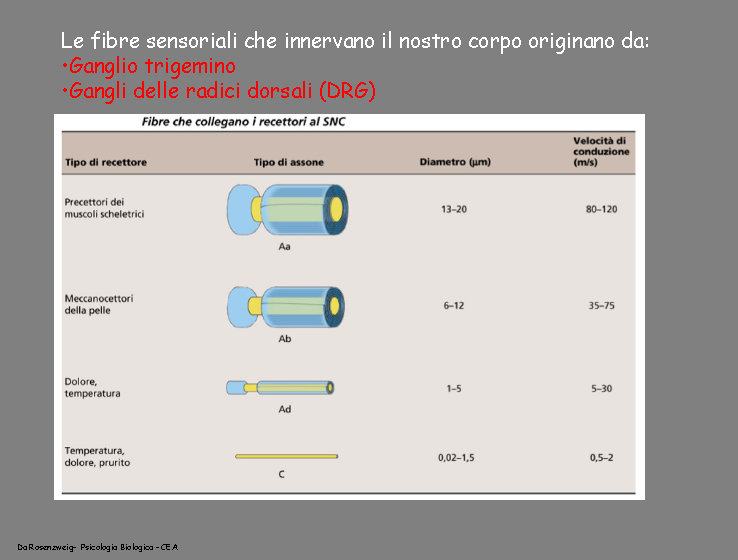 Le fibre sensoriali che innervano il nostro corpo originano da:
•Ganglio trigemino
•Gangli delle radici dorsali (DRG)
Fibre che collegano i recettori al SNC
Tipo di recettore Tipo di assone Diametro (μm) Velocità di
conduzione
(m/s)
Precettori dei
muscoli scheletrici
13–20 80–120
Aa
Meccanocettori
della pelle
6–12 35–75
Ab
Dolore,
temperatura
1–5 5–30
Ad
Temperatura,
dolore, prurito
0,02–1,5 0,5–2
C
Da Rosenzweig- Psicologia Biologica – CEA